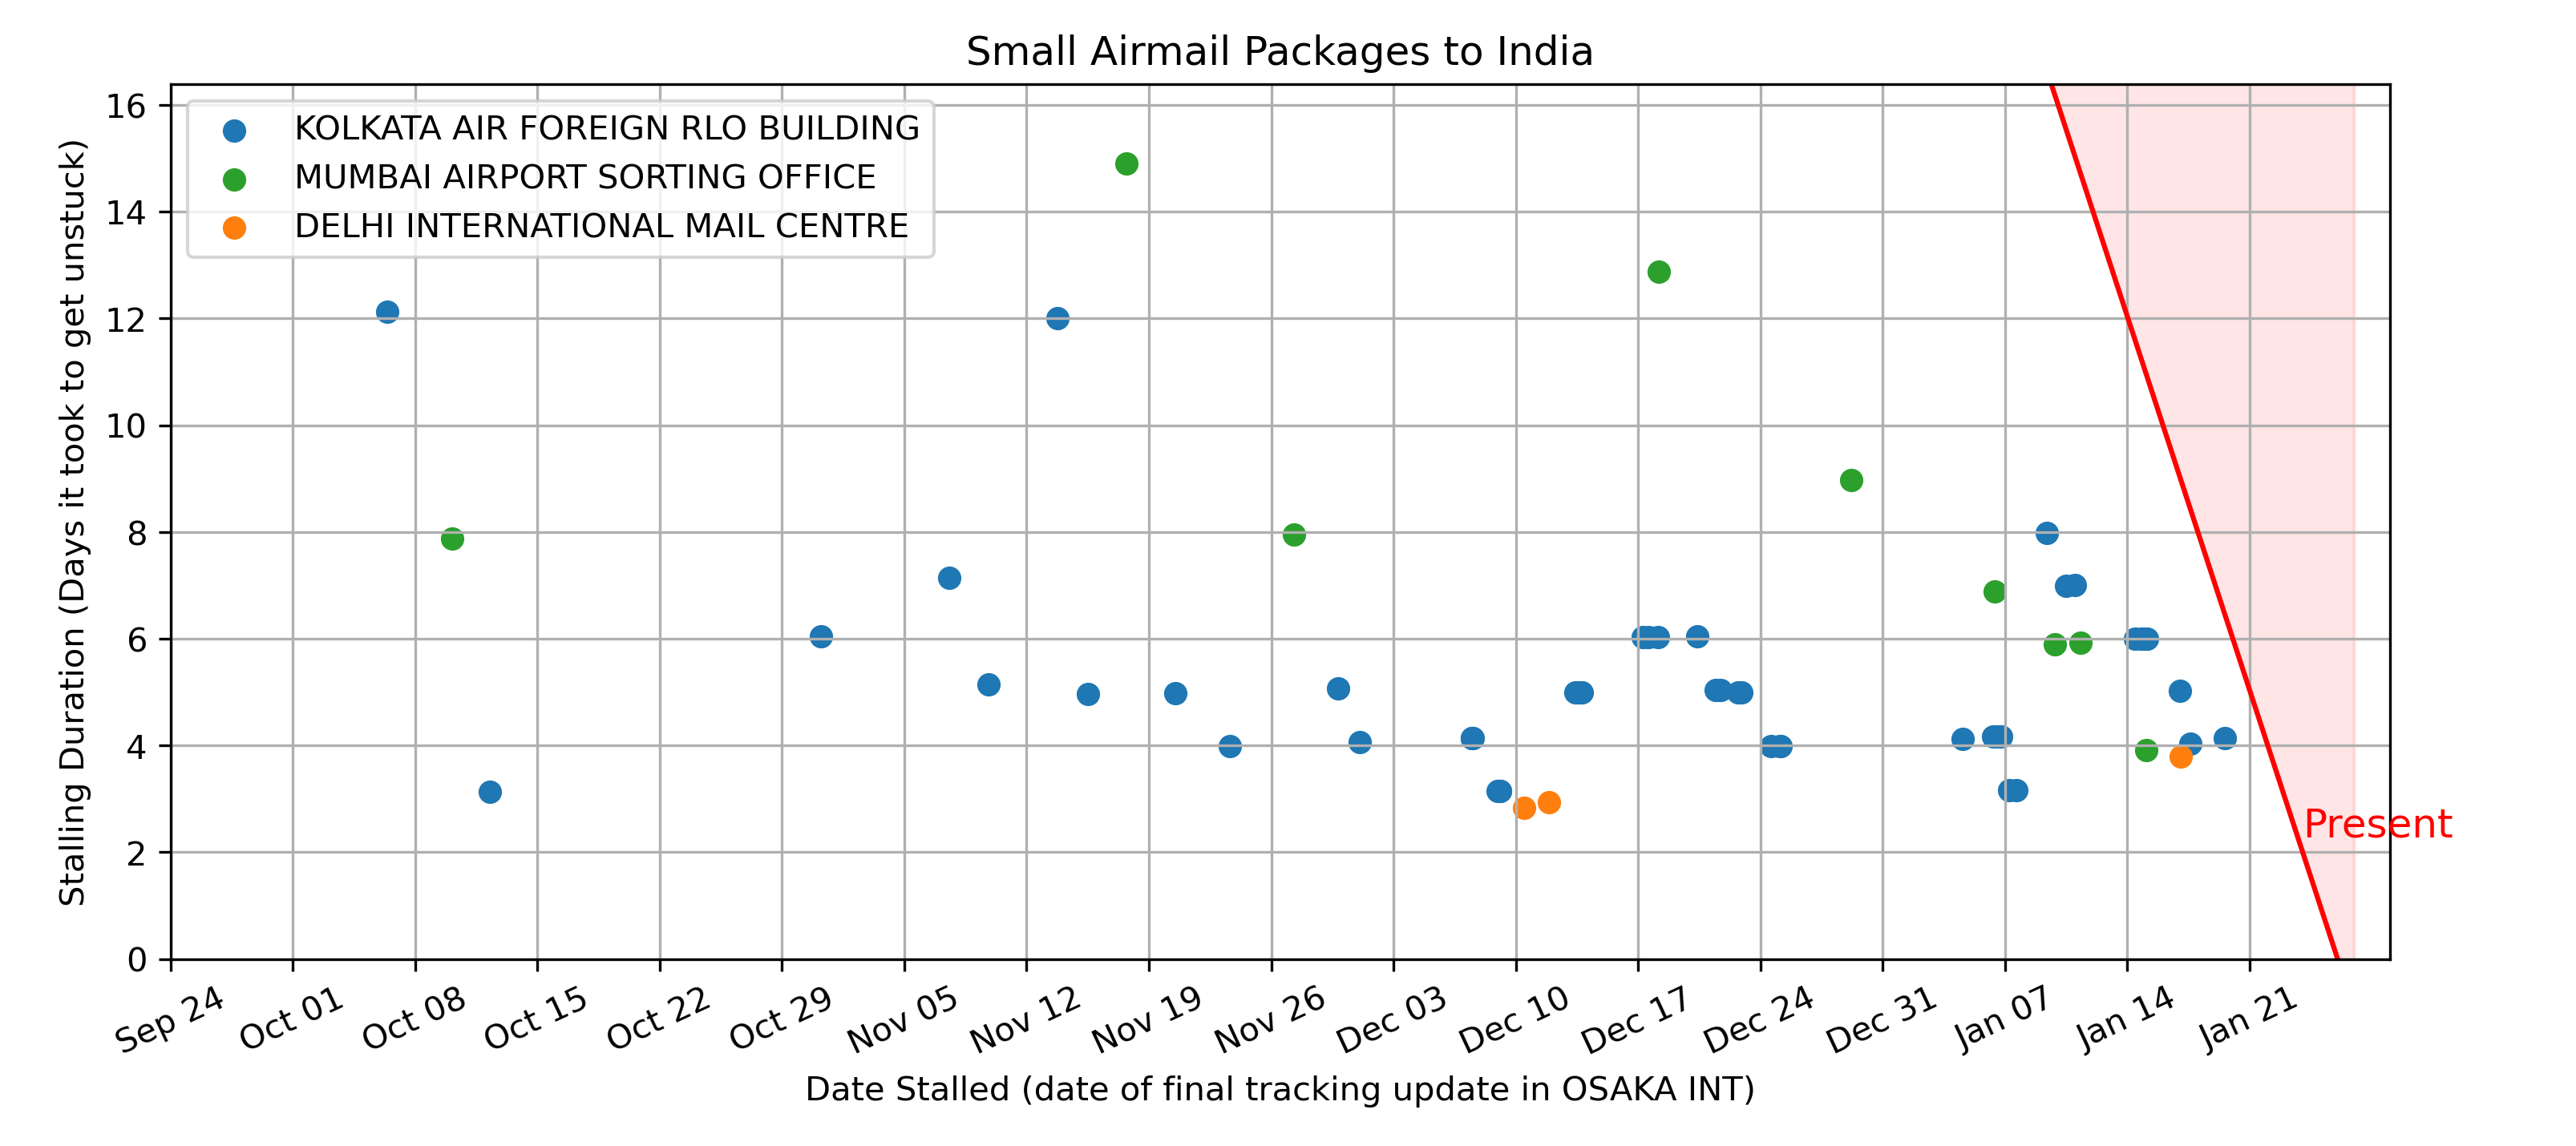 Small Airmail Packages to India
KOLKATA AIR FOREIGN RLO BUILDING
MUMBAI AIRPORT SORTING OFFICE
DELHI INTERNATIONAL MAIL CENTRE
Stalling Duration (Days it took to get unstuck)
16
14
12
10
8
6
4
2
0
Present
Sep 24
Oct 01
Oct 08
Oct 15
Oct 22
Oct 29
Nov 05
Nov 12
Nov 19
Nov 26
Dec 03
Dec 10
Dec 17
Dec 24
Dec 31
Jan 07
Jan 14
Jan 21
Date Stalled (date of final tracking update in OSAKA INT)